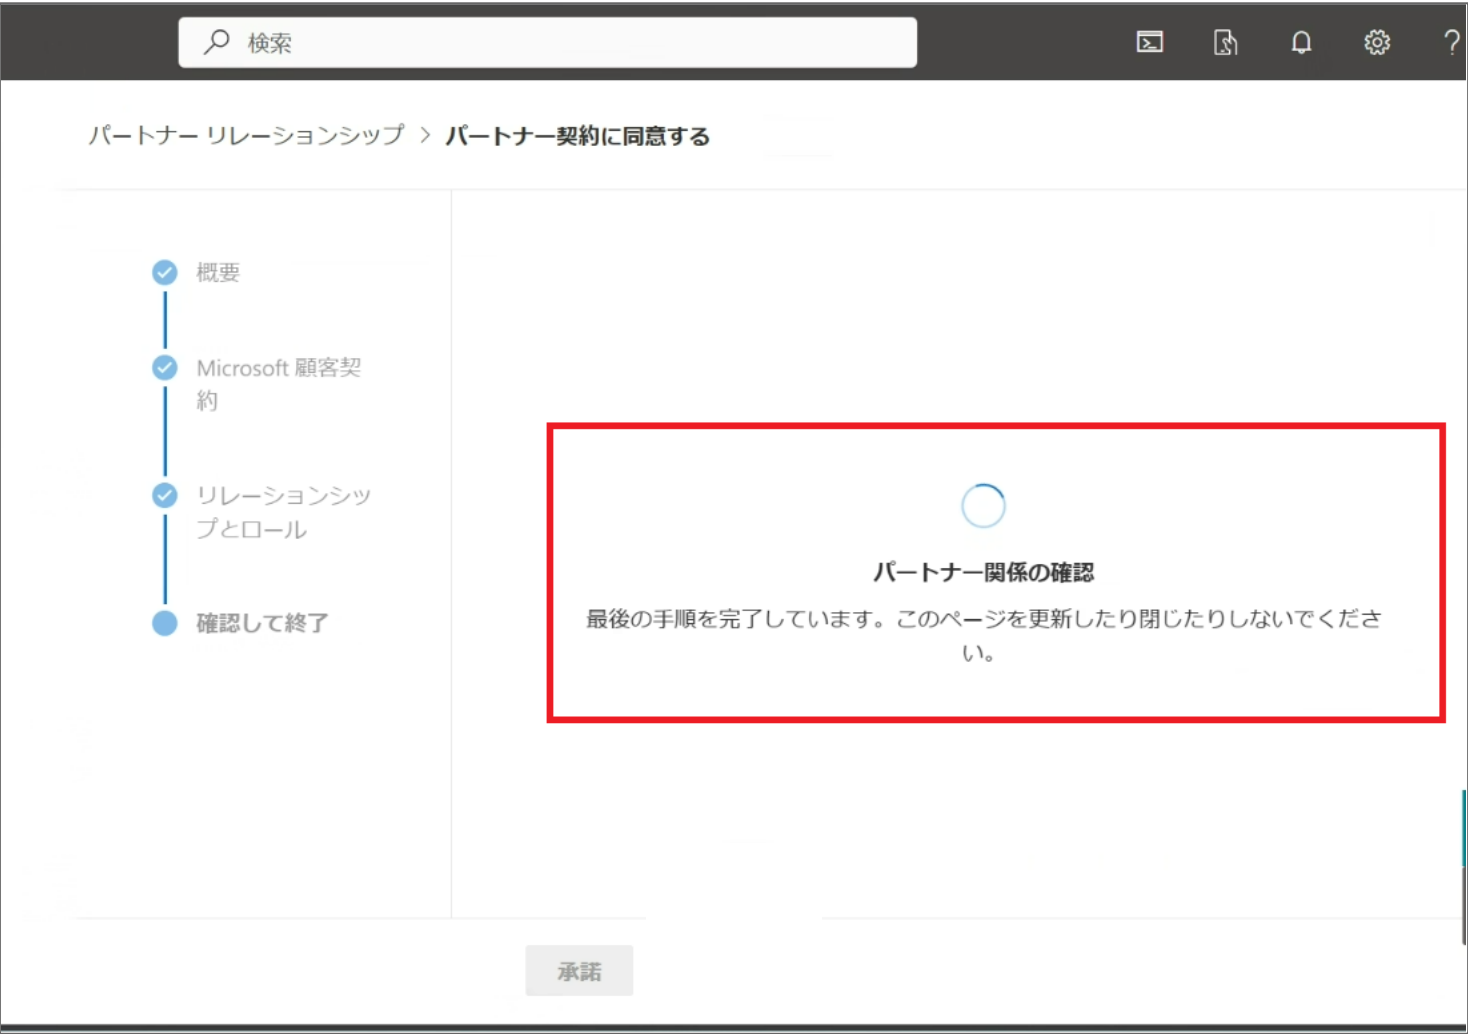 検索
?
パートナー リレーションシップ > パートナー契約に同意する
概要
Microsoft 顧客契
約
リレーションシッ
プとロール
確認して終了
パートナー関係の確認
最後の手順を完了しています。このページを更新したり閉じたりしないでくださ
い。
承諾